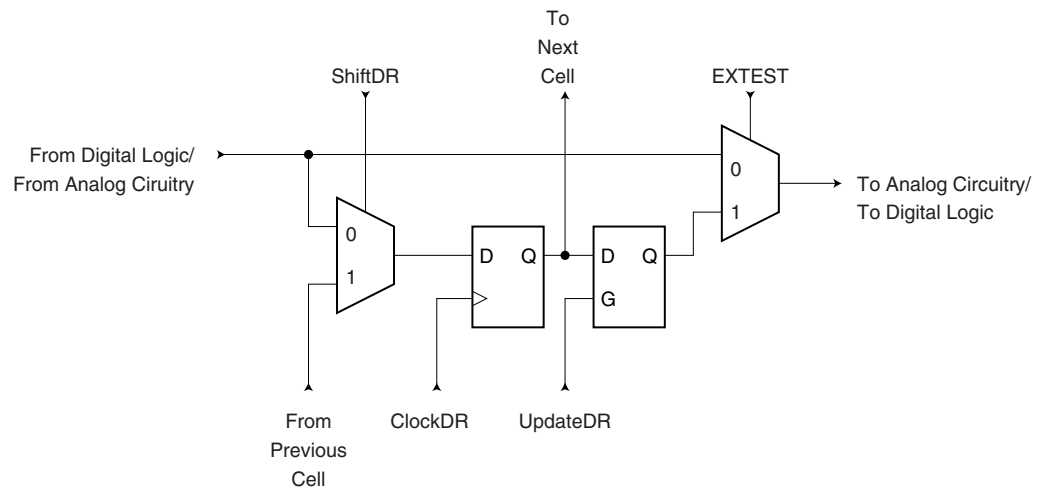 To
Next
Cell
ShiftDR
EXTEST
From Digital Logic/
From Analog Ciruitry
0
1
To Analog Circuitry/
To Digital Logic
0
1
D Q
D Q
G
From
Previous
Cell
ClockDR
UpdateDR